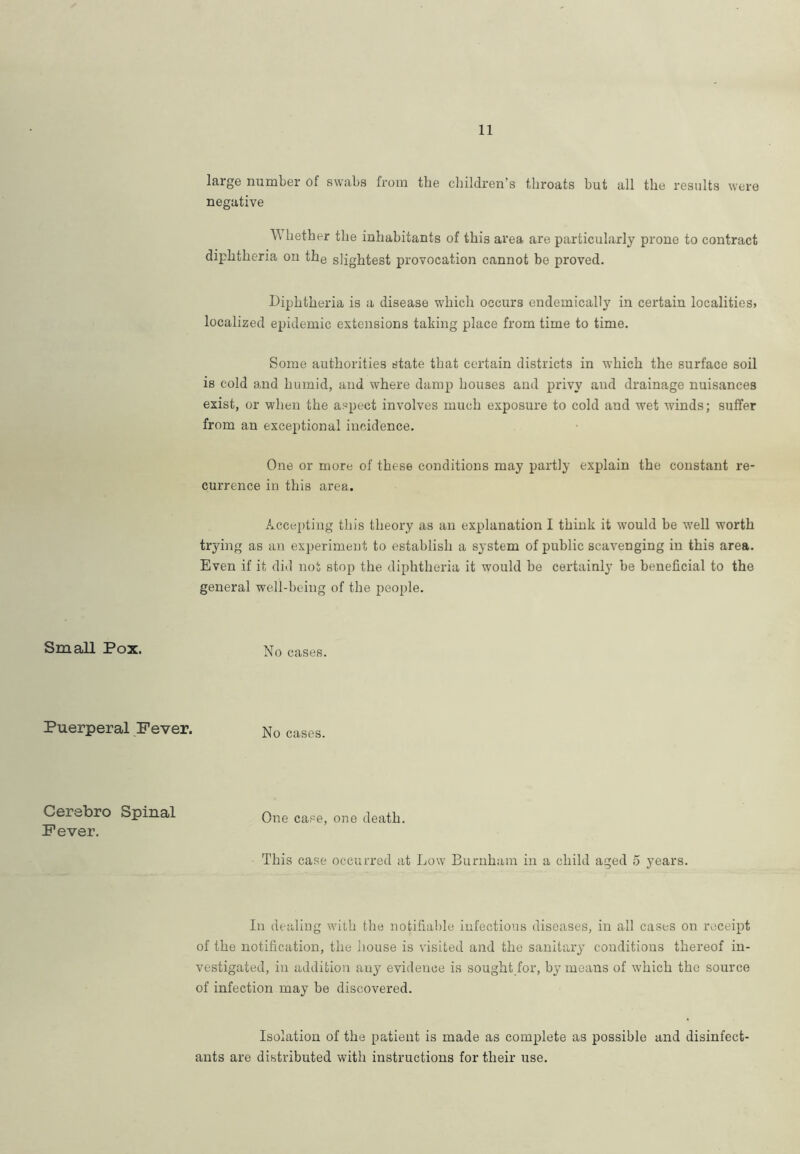 11
large number of swabs from the children's throats but all the results were
negative
Whether the inhabitants of this area are particularly prone to contract
diphtheria on the slightest provocation cannot be proved.
Diphtheria is a disease which occurs endemically in certain localities,
localized epidemic extensions taking place from time to time.
Some authorities state that certain districts in which the surface soil
is cold and humid, and where damp houses and privy and drainage nuisances
exist, or when the aspect involves much exposure to cold and wet winds; suffer
from an exceptional incidence.
One or more of these conditions may partly explain the constant re-
currence in this area.
Accepting this theory as an explanation I think it would be well worth
trying as an experiment to establish a system of public scavenging in this area.
Even if it did not stop the diphtheria it would be certainly be beneficial to the
general well-being of the people.
Small Pox. No cases.
Puerperal Fever. No cases.
Cerebro Spinal One case, one death.
Fever.
This case occurred at Low Burnham in a child aged 5 years.
In dealing with the notifiable infectious diseases, in all cases on receipt
of the notification, the house is visited and the sanitary conditions thereof in-
vestigated, in addition any evidence is sought for, by means of which the source
of infection may be discovered.
Isolation of the patient is made as complete as possible and disinfect-
ants are distributed with instructions for their use.